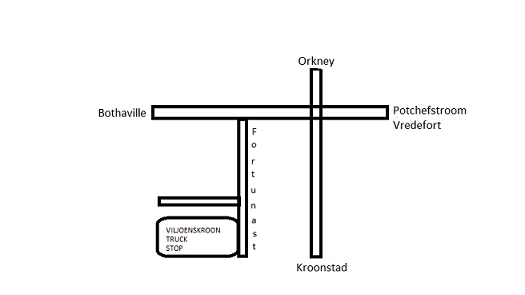 Orkney
Bothaville
Potchefstroom
Vredefort
Fortunast
VILJOENSKROON
TRUCK
STOP
Kroonstad